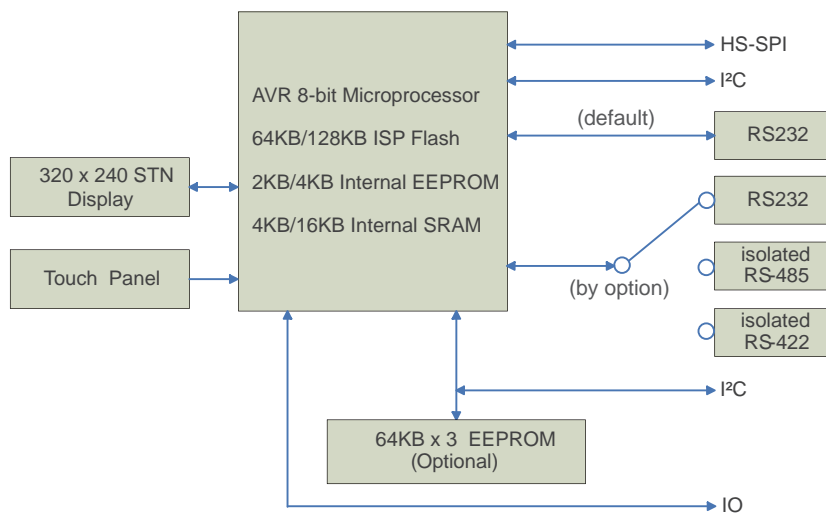 HS-SPI
I²C
AVR 8-bit Microprocessor
64KB/128KB ISP Flash
2KB/4KB Internal EEPROM
4KB/16KB Internal SRAM
(default)
RS232
320 x 240 STN
Display
RS232
Touch Panel
(by option)
isolated
RS-485
isolated
RS-422
I²C
64KB x 3 EEPROM
(Optional)
IO